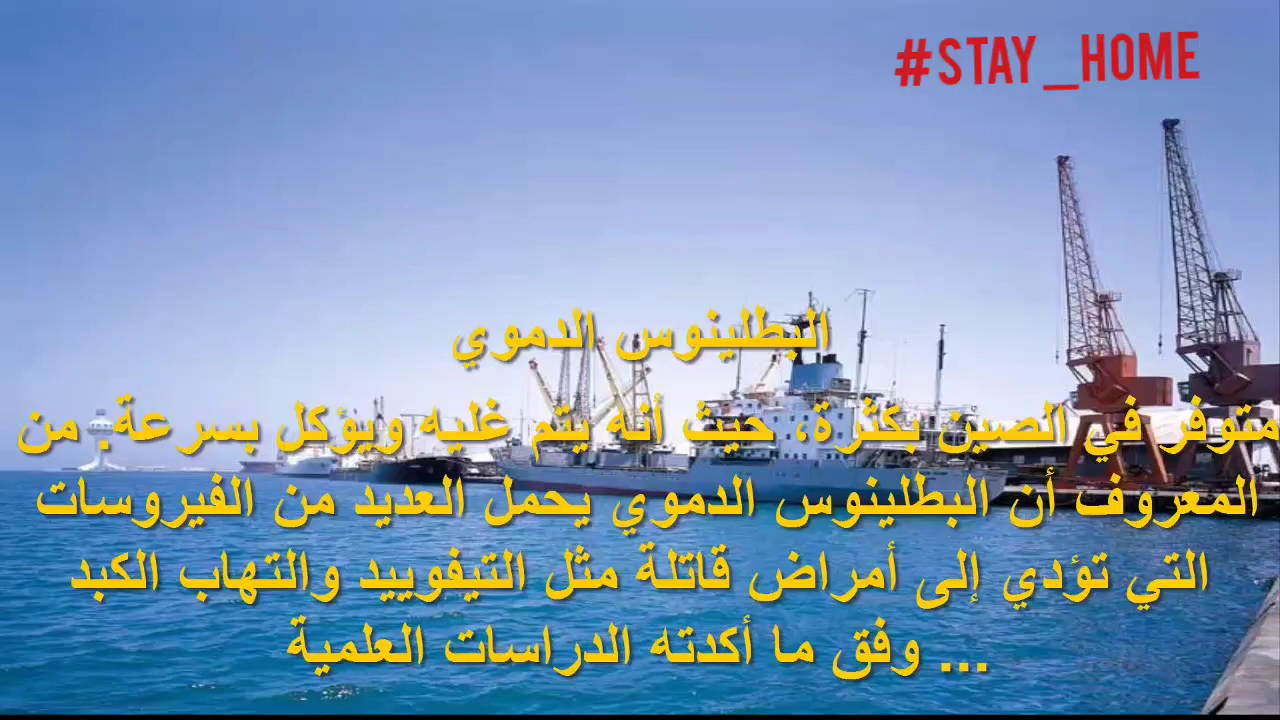 #STAY_HOME
البطلينوس الدموي
متوفر في الصين بكثرة، حيث أنه يتم غليه ويؤكل بسرعة. من
المعروف أن البطلينوس الدموي يحمل العديد من الفيروسات
التي تؤدي إلى أمراض قاتلة مثل التيفوييد والتهاب الكبد
... وفق ما أكدته الدراسات العلمية